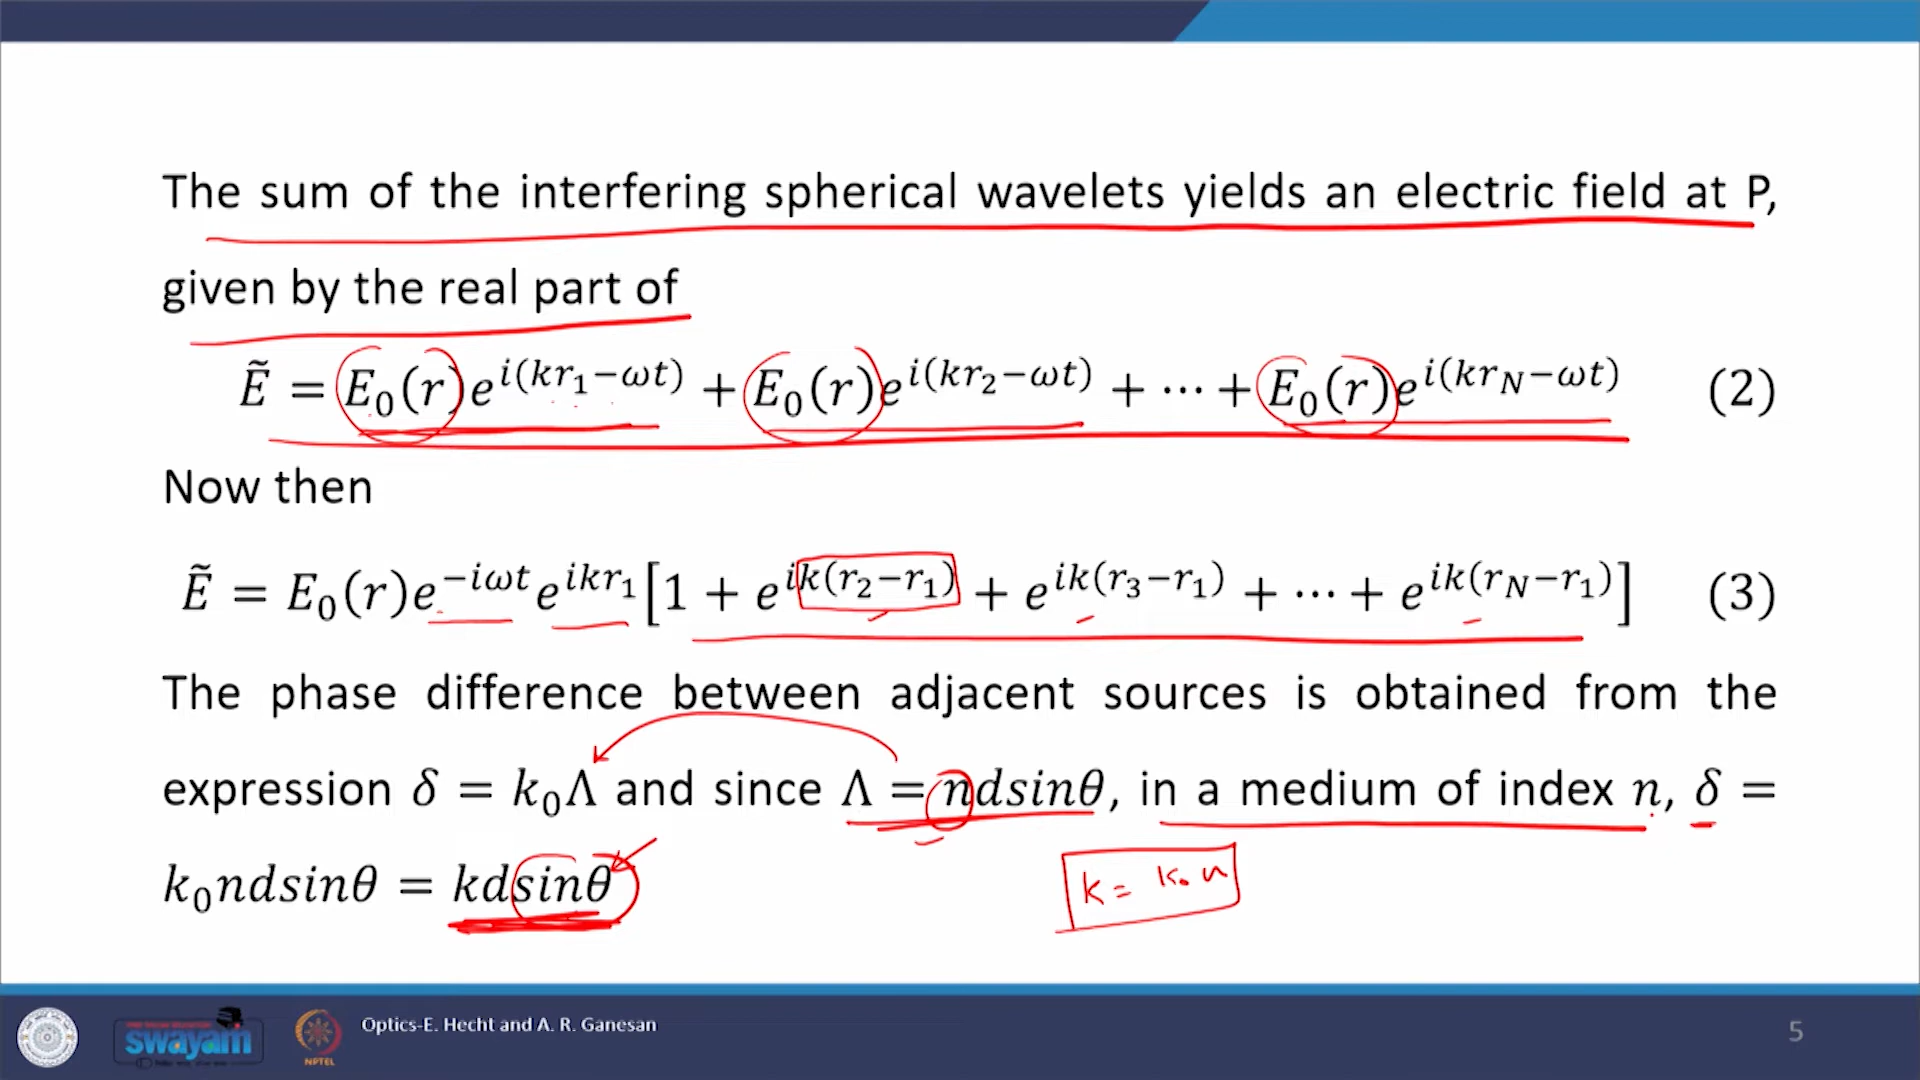 The sum of the interfering spherical wavelets yields an electric field at P,
given by the real part of
Ẽ = E₀(r)e^{i(kr₁−ωt)} + E₀(r)e^{i(kr₂−ωt)} + ⋯ + E₀(r)e^{i(kr_N−ωt)} (2)
Now then
Ẽ = E₀(r)e^{−iωt}e^{ikr₁}[1 + e^{ik(r₂−r₁)} + e^{ik(r₃−r₁)} + ⋯ + e^{ik(r_N−r₁)}] (3)
The phase difference between adjacent sources is obtained from the
expression δ = k₀Λ and since Λ = ndsinθ, in a medium of index n, δ =
k₀ndsinθ = kdsinθ
k = k₀ n
swayam
NPTEL
Optics-E. Hecht and A. R. Ganesan
5